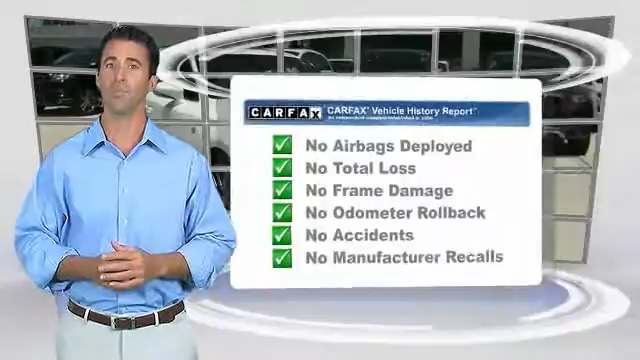 CARFAX CARFAX Vehicle History Report™
No Airbags Deployed
No Total Loss
No Frame Damage
No Odometer Rollback
No Accidents
No Manufacturer Recalls